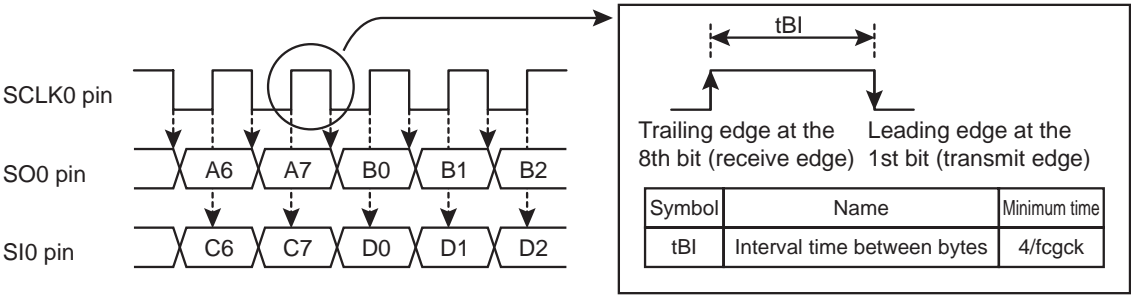 SCLK0 pin
SO0 pin
A6 A7 B0 B1 B2
SI0 pin
C6 C7 D0 D1 D2
tBI
Trailing edge at the
8th bit (receive edge)
Leading edge at the
1st bit (transmit edge)
Symbol Name Minimum time
tBI Interval time between bytes 4/fcgck